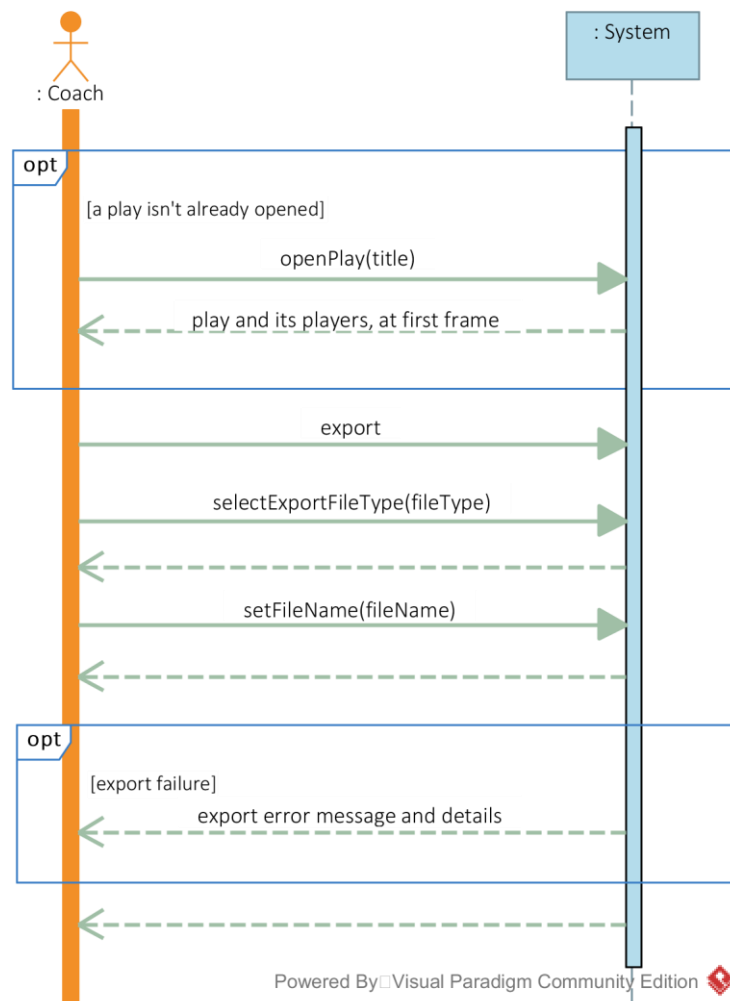 : System
: Coach
opt
[a play isn't already opened]
openPlay(title)
play and its players, at first frame
export
selectExportFileType(fileType)
setFileName(fileName)
opt
[export failure]
export error message and details
Powered By□Visual Paradigm Community Edition